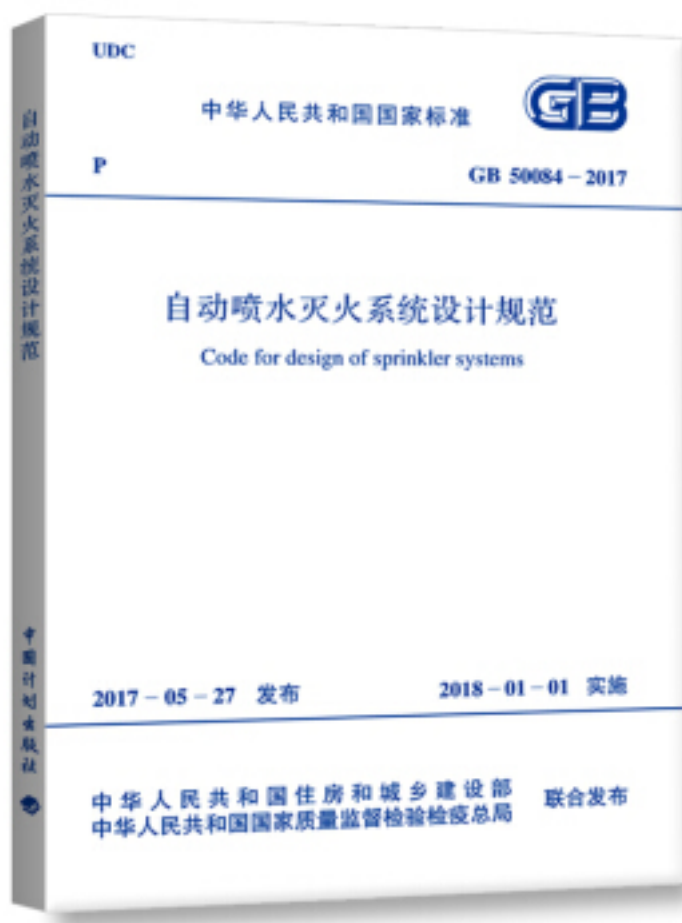 UDC
中华人民共和国国家标准
GB
P
GB 50084-2017
自动喷水灭火系统设计规范
Code for design of sprinkler systems
2017-05-27 发布
2018-01-01 实施
中华人民共和国住房和城乡建设部
中华人民共和国国家质量监督检验检疫总局
联合发布
自动喷水灭火系统设计规范
中国计划出版社